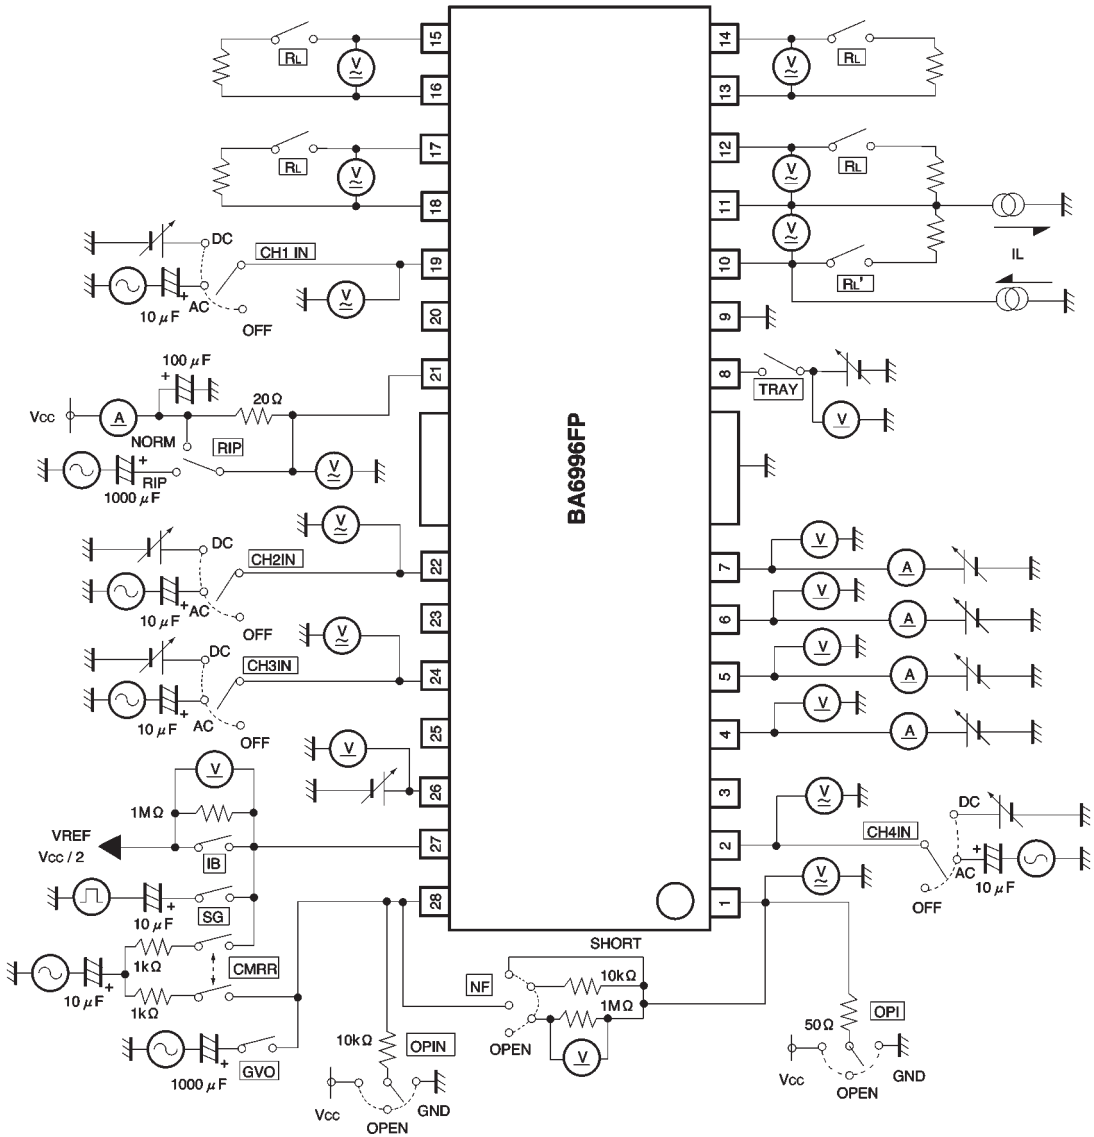 15
RL
16
17
RL
18
DC
CH1 IN
19
AC
10 μF
OFF
20
100 μF
+
21
VCC
A
20Ω
NORM
RIP
+
RIP
1000 μF
V
V
DC
CH2IN
22
AC
10 μF
OFF
23
V
DC
CH3IN
24
AC
10 μF
OFF
25
V
26
V
1MΩ
VREF
VCC / 2
IB
27
10 μF
+
SG
28
1kΩ
CMRR
10 μF
+
1kΩ
1000 μF
+
GVO
10kΩ
OPIN
VCC
GND
OPEN
BA6996FP
14
RL
13
12
RL
11
IL
10
RL'
9
8
TRAY
V
7
V
A
6
V
A
5
V
A
4
V
A
3
V
2
CH4IN
DC
+
AC
10 μF
OFF
1
V
SHORT
NF
10kΩ
1MΩ
OPEN
V
50Ω
OPI
VCC
GND
OPEN